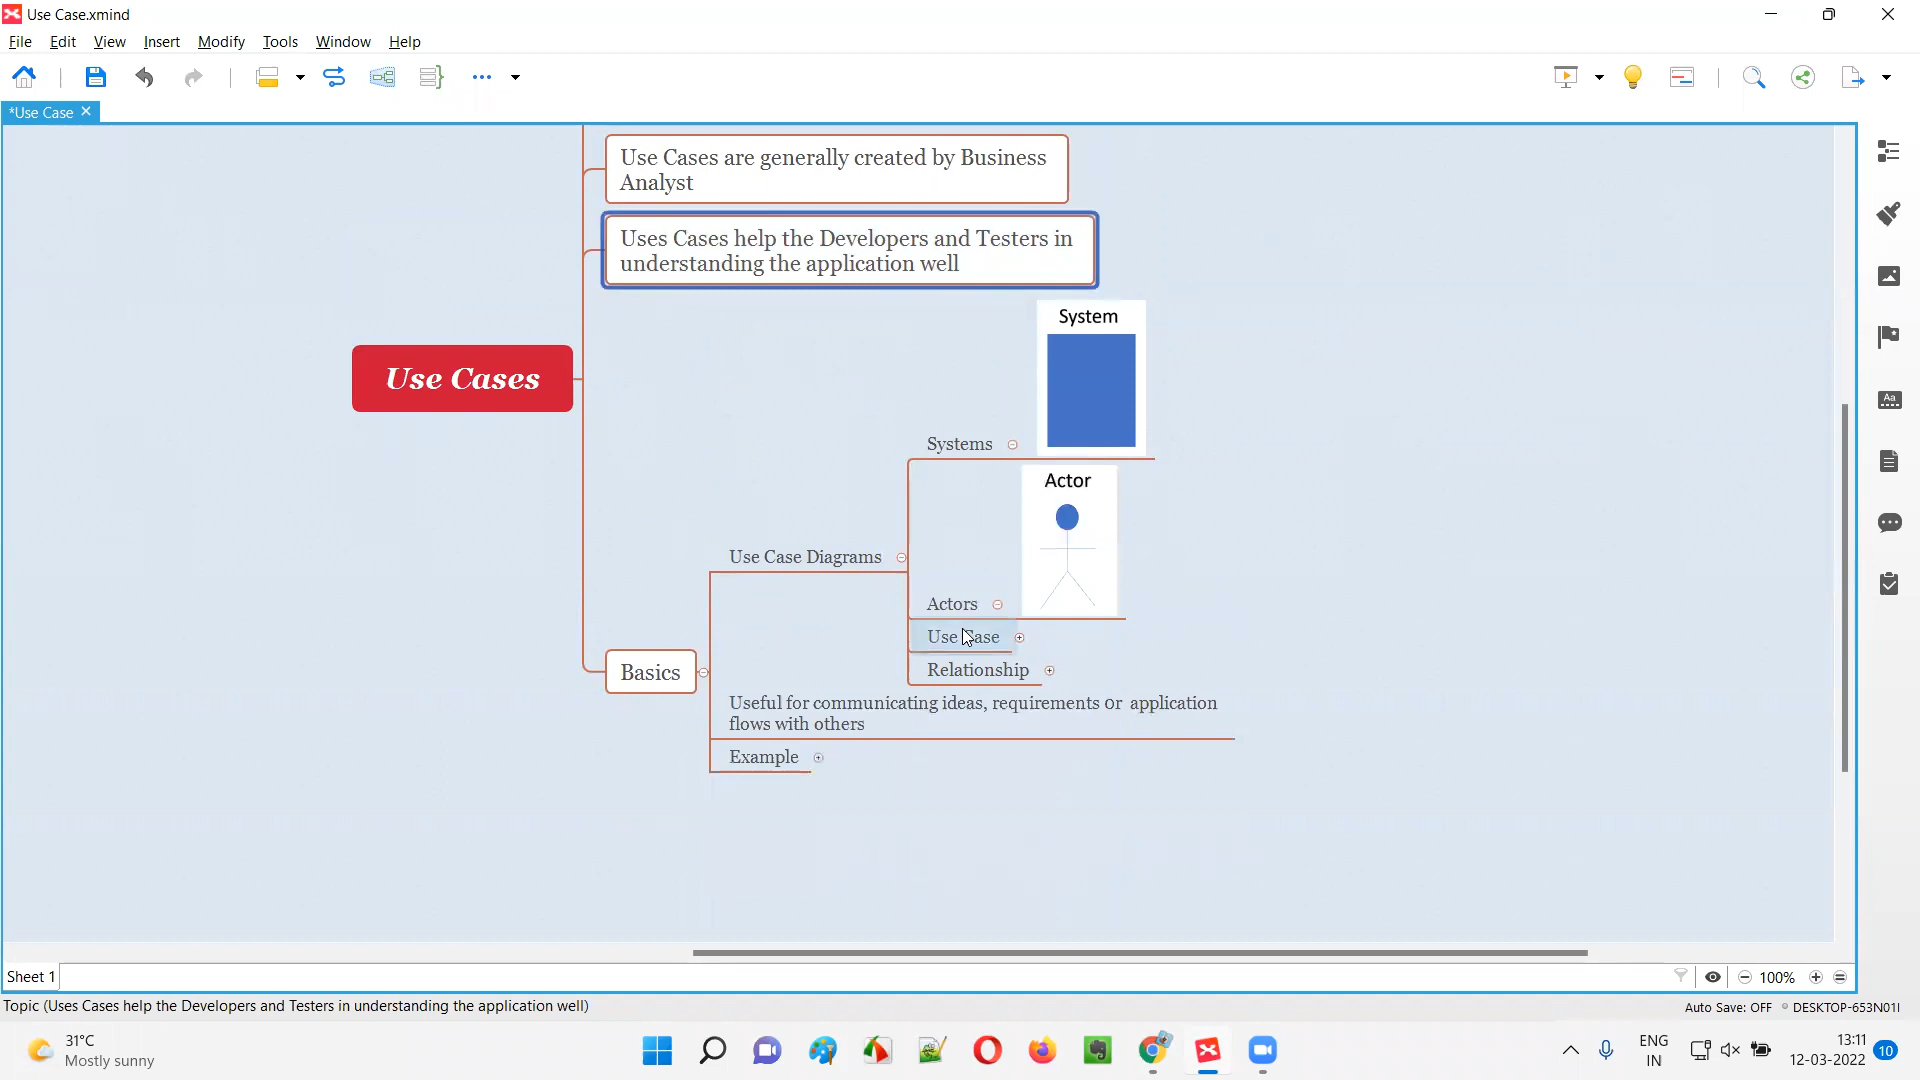 Use Case.xmind
File Edit View Insert Modify Tools Window Help
*Use Case
Use Cases are generally created by Business
Analyst
Uses Cases help the Developers and Testers in
understanding the application well
System
Use Cases
Systems
Actor
Use Case Diagrams
Actors
Use Case
Basics
Relationship
Useful for communicating ideas, requirements or application
flows with others
Example
Sheet 1
100%
Topic (Uses Cases help the Developers and Testers in understanding the application well)
Auto Save: OFF DESKTOP-653N01I
31°C
Mostly sunny
ENG
IN
13:11
12-03-2022
10